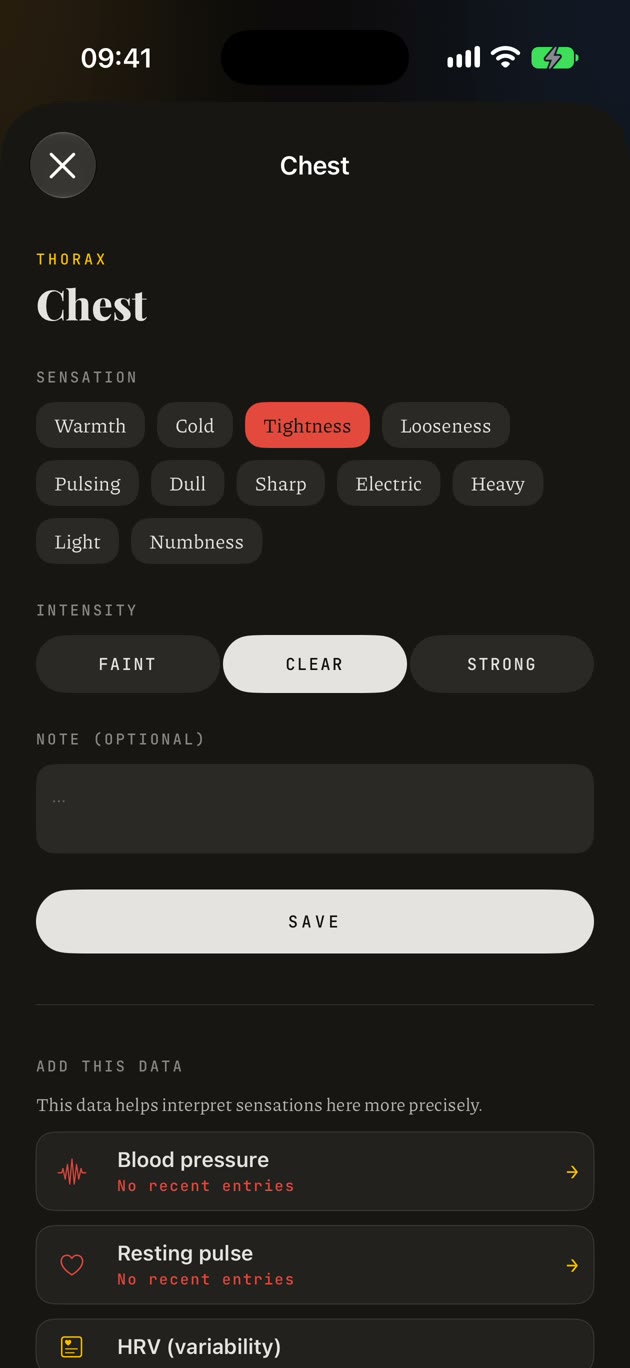 09:41
Chest
THORAX
Chest
SENSATION
Warmth Cold Tightness Looseness
Pulsing Dull Sharp Electric Heavy
Light Numbness
INTENSITY
FAINT CLEAR STRONG
NOTE (OPTIONAL)
...
SAVE
ADD THIS DATA
This data helps interpret sensations here more precisely.
Blood pressure
No recent entries
Resting pulse
No recent entries
HRV (variability)